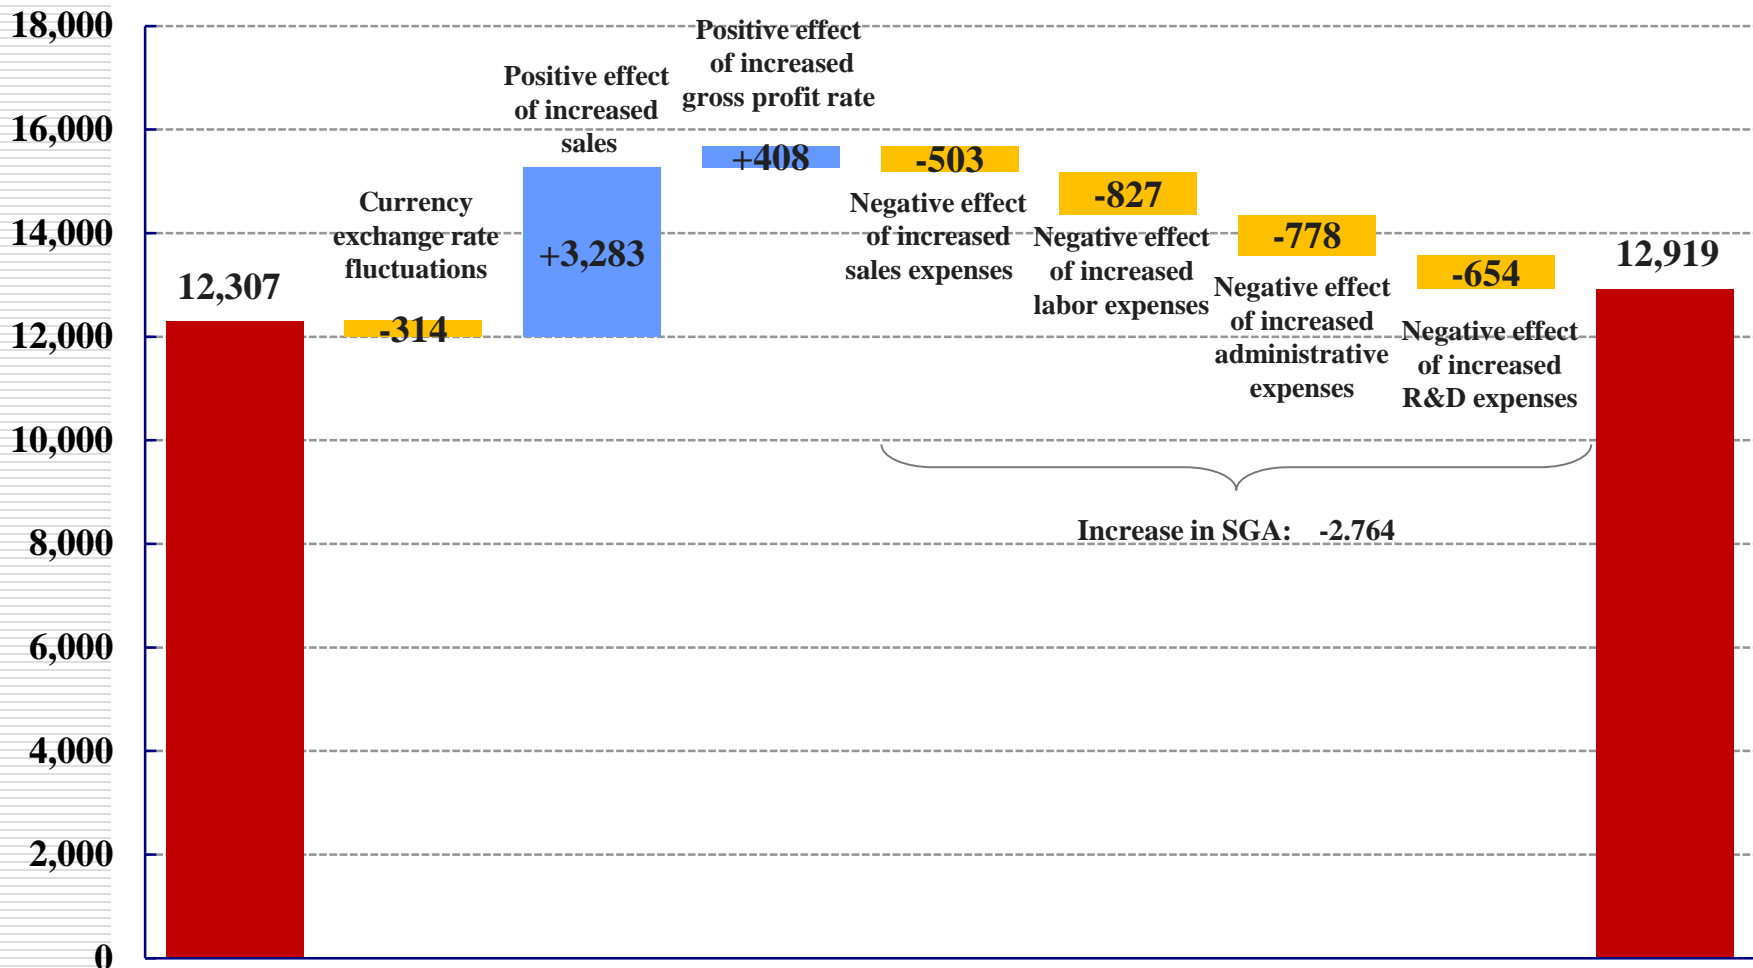 18,000
16,000
14,000
12,000
10,000
8,000
6,000
4,000
2,000
0
12,307
Currency
exchange rate
fluctuations
-314
Positive effect
of increased
sales
+3,283
Positive effect
of increased
gross profit rate
+408
-503
Negative effect
of increased
sales expenses
-827
Negative effect
of increased
labor expenses
-778
Negative effect
of increased
administrative
expenses
-654
Negative effect
of increased
R&D expenses
12,919
Increase in SGA: -2.764